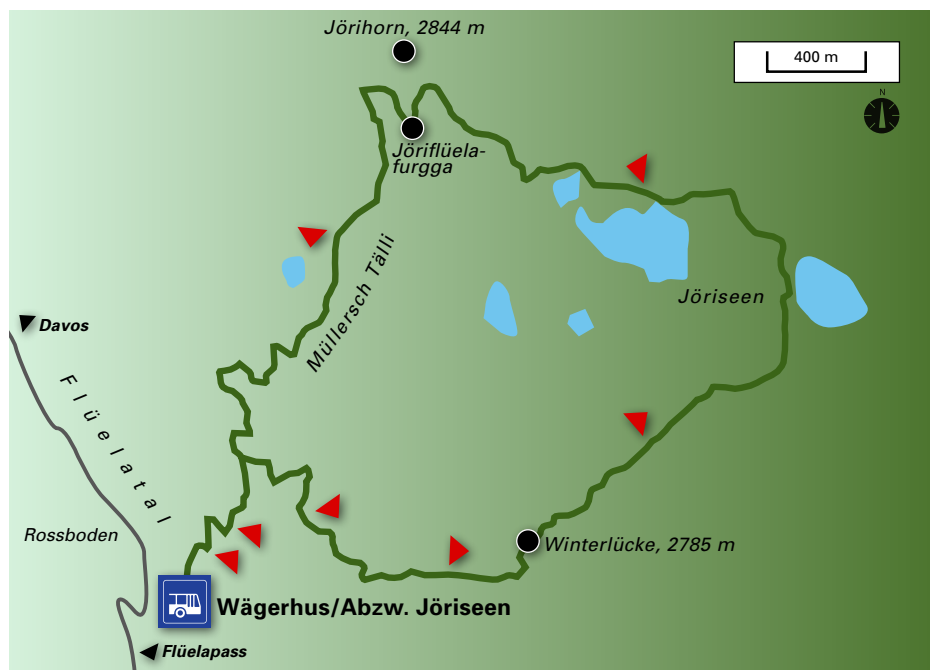 Jörihorn, 2844 m
400 m
N
Jöriflüela-
furgga
Müllersch Tälli
Jöriseen
Davos
Flüelatal
Rossboden
Winterlücke, 2785 m
Wägerhus/Abzw. Jöriseen
Flüelapass